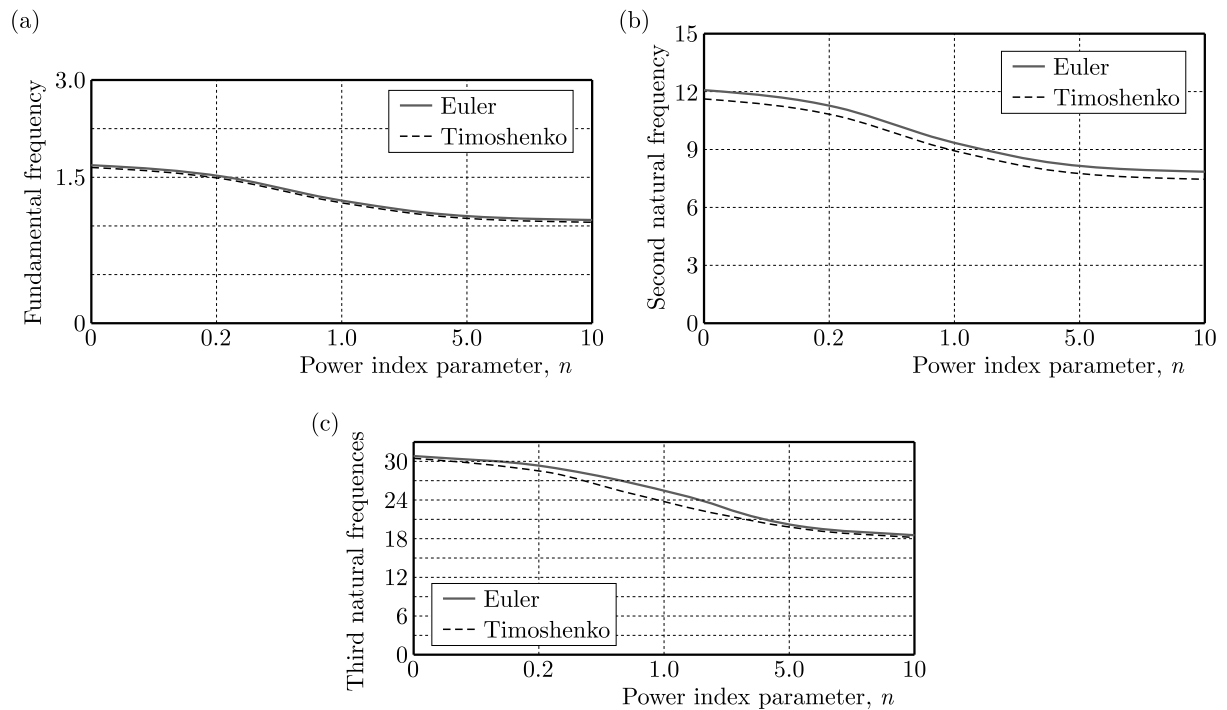 (a)
Fundamental frequency
3.0
1.5
0
Euler
Timoshenko
0 0.2 1.0 5.0 10
Power index parameter, n
(b)
Second natural frequency
15
12
9
6
3
0
Euler
Timoshenko
0 0.2 1.0 5.0 10
Power index parameter, n
(c)
Third natural frequences
30
24
18
12
6
0
Euler
Timoshenko
0 0.2 1.0 5.0 10
Power index parameter, n